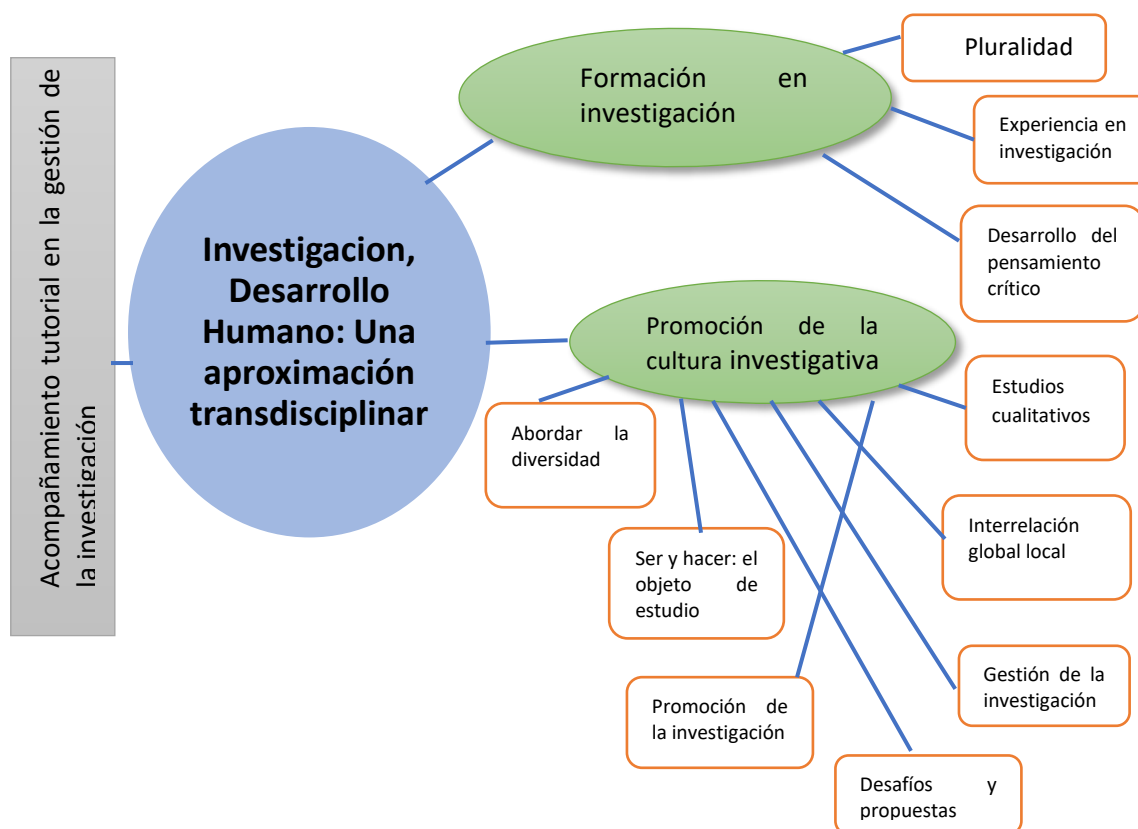 Acompañamiento tutorial en la gestión de
la investigación
Investigacion,
Desarrollo
Humano: Una
aproximación
transdisciplinar
Formación en
investigación
Pluralidad
Experiencia en
investigación
Desarrollo del
pensamiento
crítico
Promoción de la
cultura investigativa
Abordar la
diversidad
Ser y hacer: el
objeto de
estudio
Promoción de
la investigación
Desafíos y
propuestas
Gestión de la
investigación
Interrelación
global local
Estudios
cualitativos